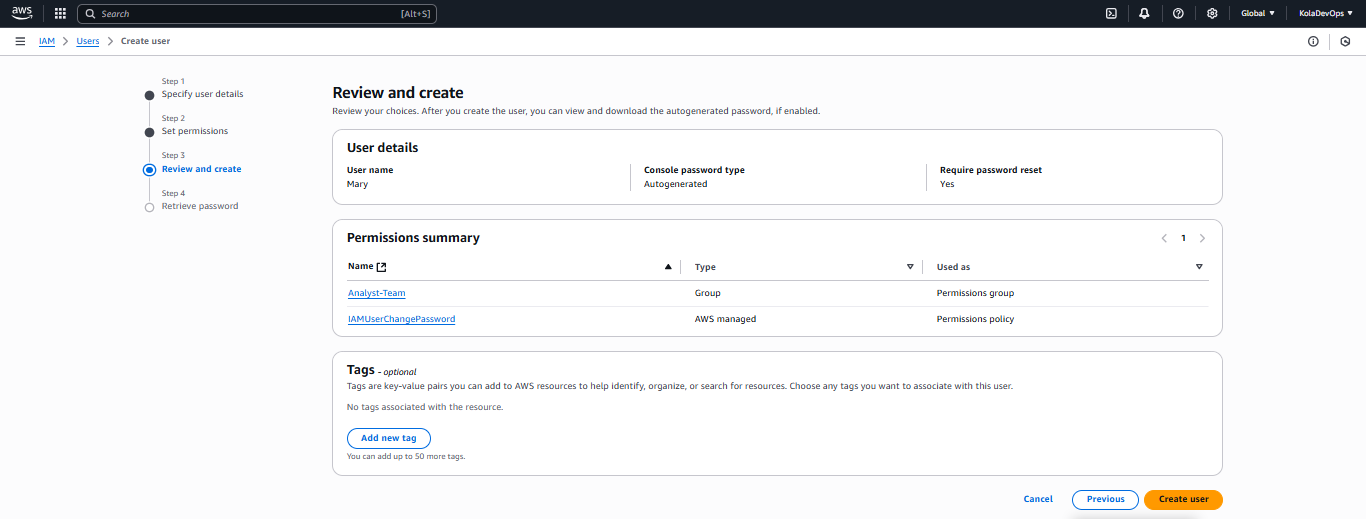 aws Search [Alt+S] Global KolaDevOps
IAM Users Create user
Step 1
Specify user details
Step 2
Set permissions
Step 3
Review and create
Step 4
Retrieve password
Review and create
Review your choices. After you create the user, you can view and download the autogenerated password, if enabled.
User details
User name Console password type Require password reset
Mary Autogenerated Yes
Permissions summary 1
Name Type Used as
Analyst-Team Group Permissions group
IAMUserChangePassword AWS managed Permissions policy
Tags - optional
Tags are key-value pairs you can add to AWS resources to help identify, organize, or search for resources. Choose any tags you want to associate with this user.
No tags associated with the resource.
Add new tag
You can add up to 50 more tags.
Cancel Previous Create user